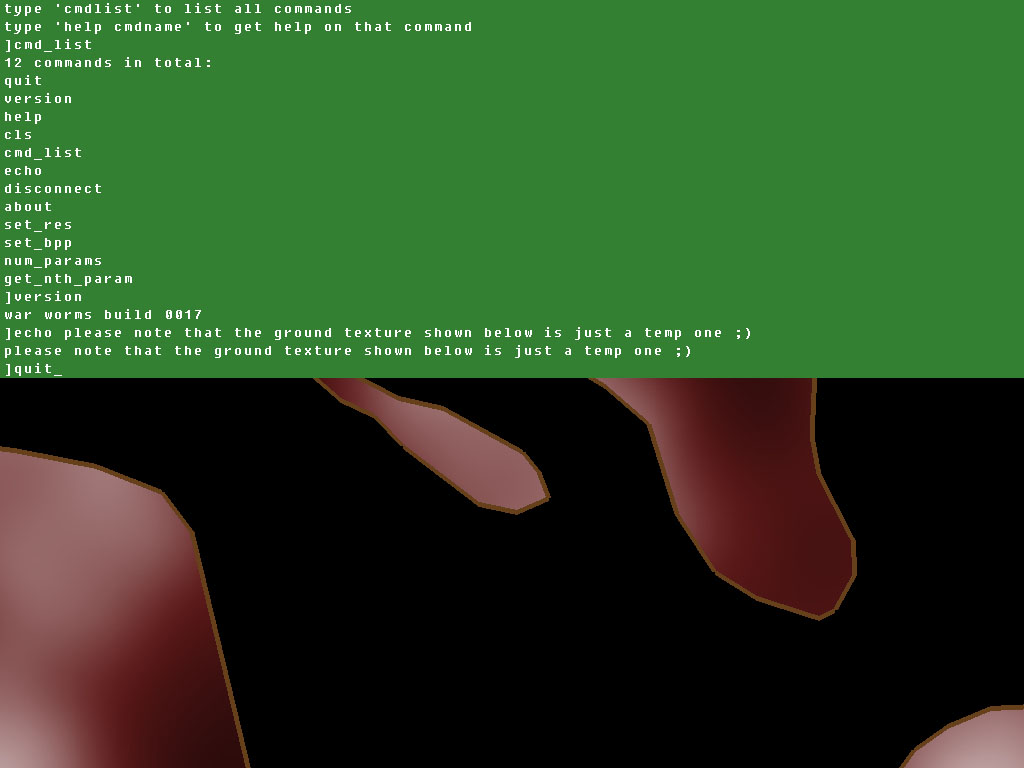 type 'cmdlist' to list all commands
type 'help cmdname' to get help on that command
]cmd_list
12 commands in total:
quit
version
help
cls
cmd_list
echo
disconnect
about
set_res
set_bpp
num_params
get_nth_param
]version
war worms build 0017
]echo please note that the ground texture shown below is just a temp one ;)
please note that the ground texture shown below is just a temp one ;)
]quit_